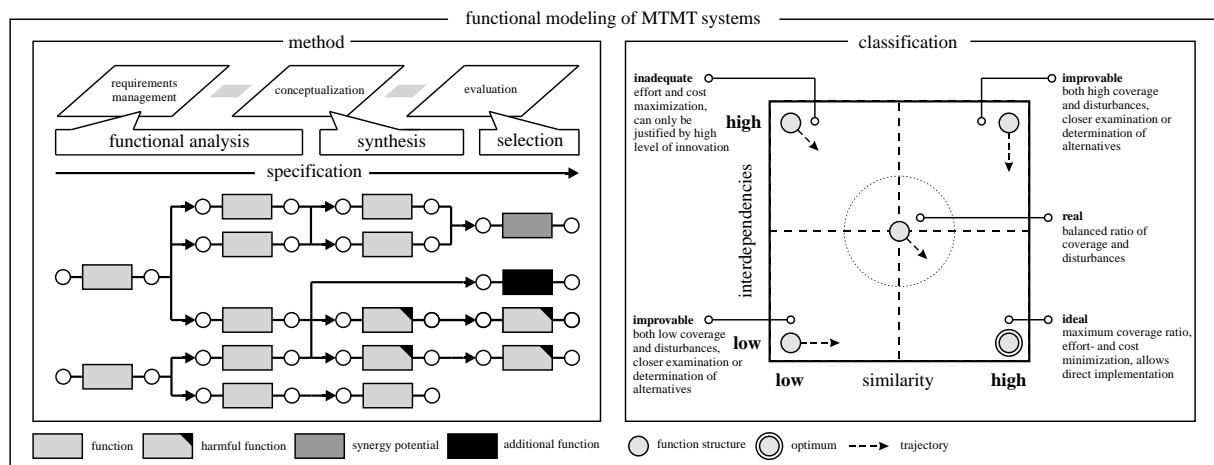 functional modeling of MTMT systems
method
requirements
management
conceptualization
evaluation
functional analysis
synthesis
selection
specification
classification
inadequate
effort and cost
maximization,
can only be
justified by high
level of innovation
improvable
both high coverage
and disturbances,
closer examination or
determination of
alternatives
high
interdependencies
real
balanced ratio of
coverage and
disturbances
improvable
both low coverage
and disturbances,
closer examination or
determination of
alternatives
low
ideal
maximum coverage ratio,
effort- and cost
minimization, allows
direct implementation
low
similarity
high
function
harmful function
synergy potential
additional function
function structure
optimum
trajectory